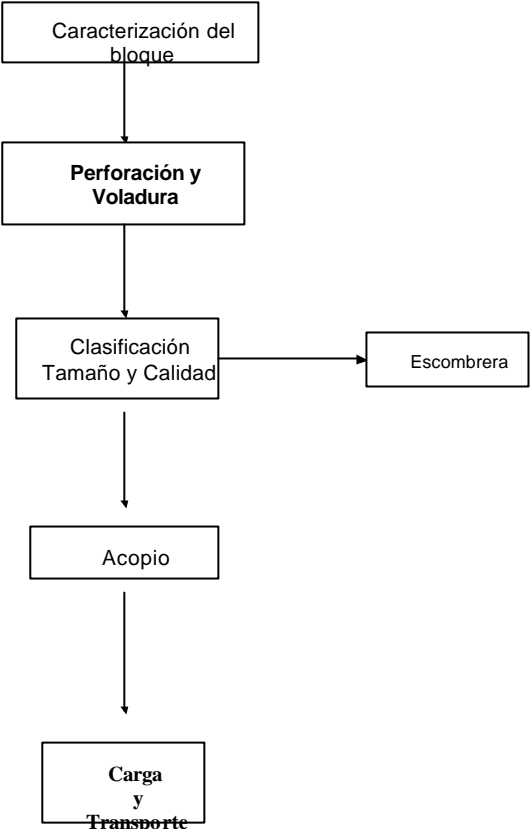 Caracterización del
bloque
Perforación y
Voladura
Clasificación
Tamaño y Calidad
Escombrera
Acopio
Carga
y
Transporte